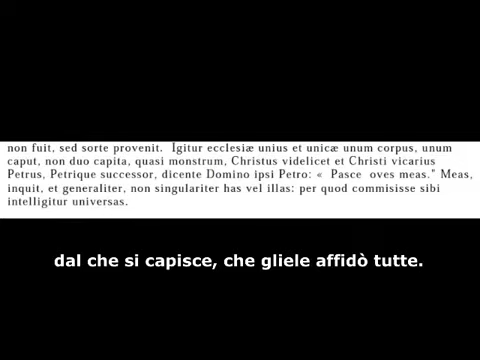 non fuit, sed sorte provenit. Igitur ecclesiæ unius et unicæ unum corpus, unum
caput, non duo capita, quasi monstrum, Christus videlicet et Christi vicarius
Petrus, Petrique successor, dicente Domino ipsi Petro: « Pasce oves meas." Meas,
inquit, et generaliter, non singulariter has vel illas: per quod commisisse sibi
intelligitur universas.
dal che si capisce, che gliele affidò tutte.